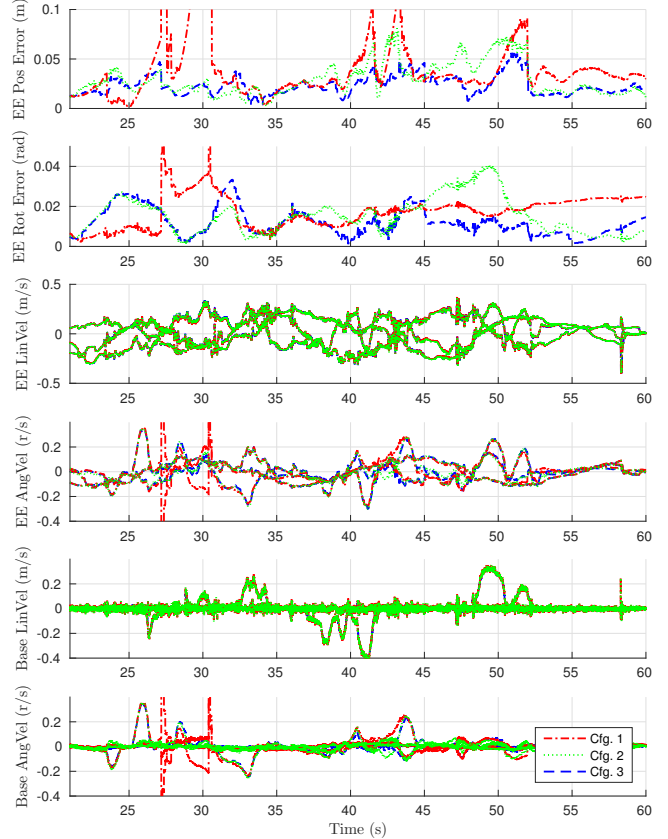 EE Pos Error (m)
0.1
0.05
0
25 30 35 40 45 50 55 60
EE Rot Error (rad)
0.04
0.02
0
25 30 35 40 45 50 55 60
EE LinVel (m/s)
0.5
0
-0.5
25 30 35 40 45 50 55 60
EE AngVel (r/s)
0.2
0
-0.2
-0.4
25 30 35 40 45 50 55 60
Base LinVel (m/s)
0.2
0
-0.2
-0.4
25 30 35 40 45 50 55 60
Base AngVel (r/s)
0.2
0
-0.2
-0.4
25 30 35 40 45 50 55 60
Cfg. 1
Cfg. 2
Cfg. 3
Time (s)